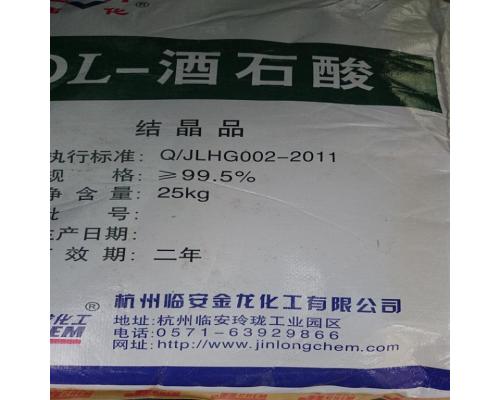 ®
DL-酒石酸
结晶品
执行标准: Q/JLHG002-2011
规 格: ≥99.5%
净含量: 25kg
批 号:
生产日期:
有效期: 二年
® 杭州临安金龙化工有限公司
地址: 杭州临安玲珑工业园区
电话: 0571-63929866
网址: http://www.jinlongchem.com